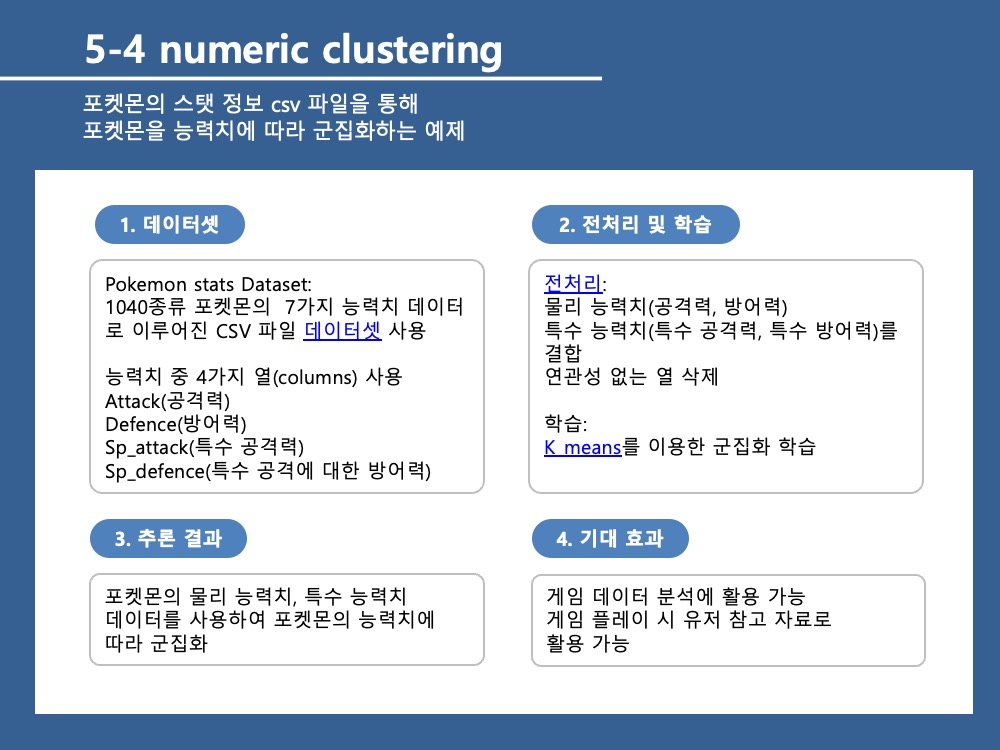 5-4 numeric clustering
포켓몬의 스탯 정보 csv 파일을 통해
포켓몬을 능력치에 따라 군집화하는 예제
1. 데이터셋
Pokemon stats Dataset:
1040종류 포켓몬의 7가지 능력치 데이터
로 이루어진 CSV 파일 데이터셋 사용
능력치 중 4가지 열(columns) 사용
Attack(공격력)
Defence(방어력)
Sp_attack(특수 공격력)
Sp_defence(특수 공격에 대한 방어력)
2. 전처리 및 학습
전처리:
물리 능력치(공격력, 방어력)
특수 능력치(특수 공격력, 특수 방어력)를
결합
연관성 없는 열 삭제
학습:
K_means를 이용한 군집화 학습
3. 추론 결과
포켓몬의 물리 능력치, 특수 능력치
데이터를 사용하여 포켓몬의 능력치에
따라 군집화
4. 기대 효과
게임 데이터 분석에 활용 가능
게임 플레이 시 유저 참고 자료로
활용 가능